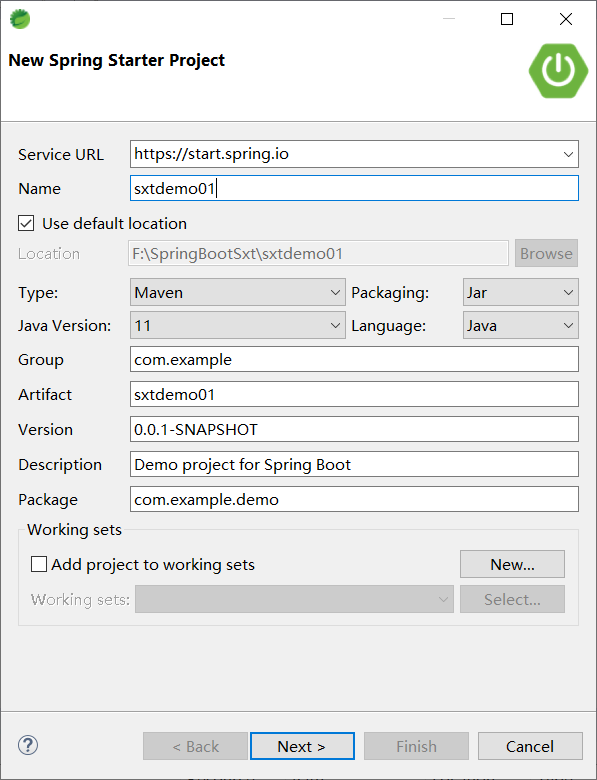 New Spring Starter Project
Service URL https://start.spring.io
Name sxtdemo01
Use default location
Location F:\SpringBootSxt\sxtdemo01 Browse
Type: Maven Packaging: Jar
Java Version: 11 Language: Java
Group com.example
Artifact sxtdemo01
Version 0.0.1-SNAPSHOT
Description Demo project for Spring Boot
Package com.example.demo
Working sets
Add project to working sets New...
Working sets: Select...
? < Back Next > Finish Cancel